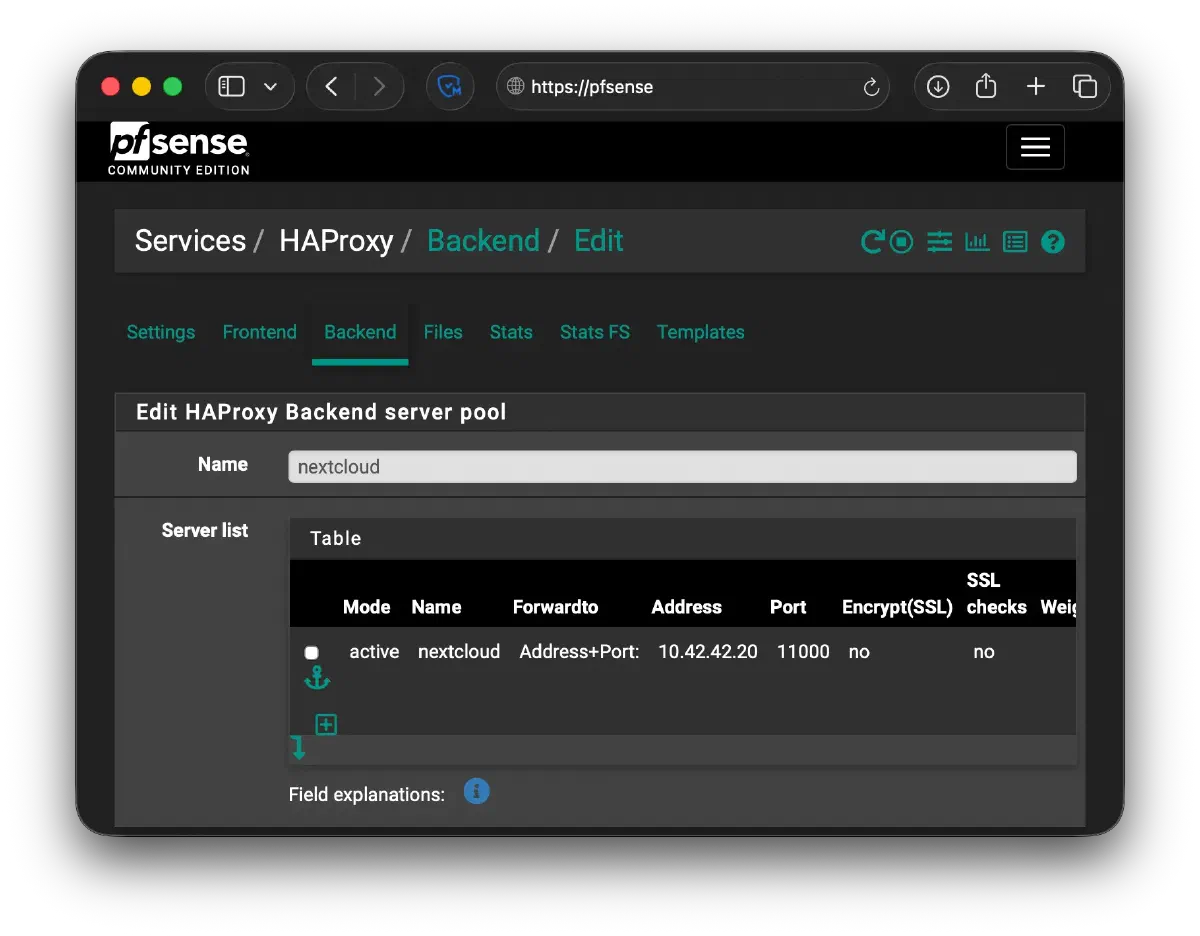 https://pfsense
pfsense
COMMUNITY EDITION
Services / HAProxy / Backend / Edit
Settings Frontend Backend Files Stats Stats FS Templates
Edit HAProxy Backend server pool
Name nextcloud
Server list
Table
Mode Name Forwardto Address Port Encrypt(SSL) SSL checks Weig
active nextcloud Address+Port: 10.42.42.20 11000 no no
Field explanations: